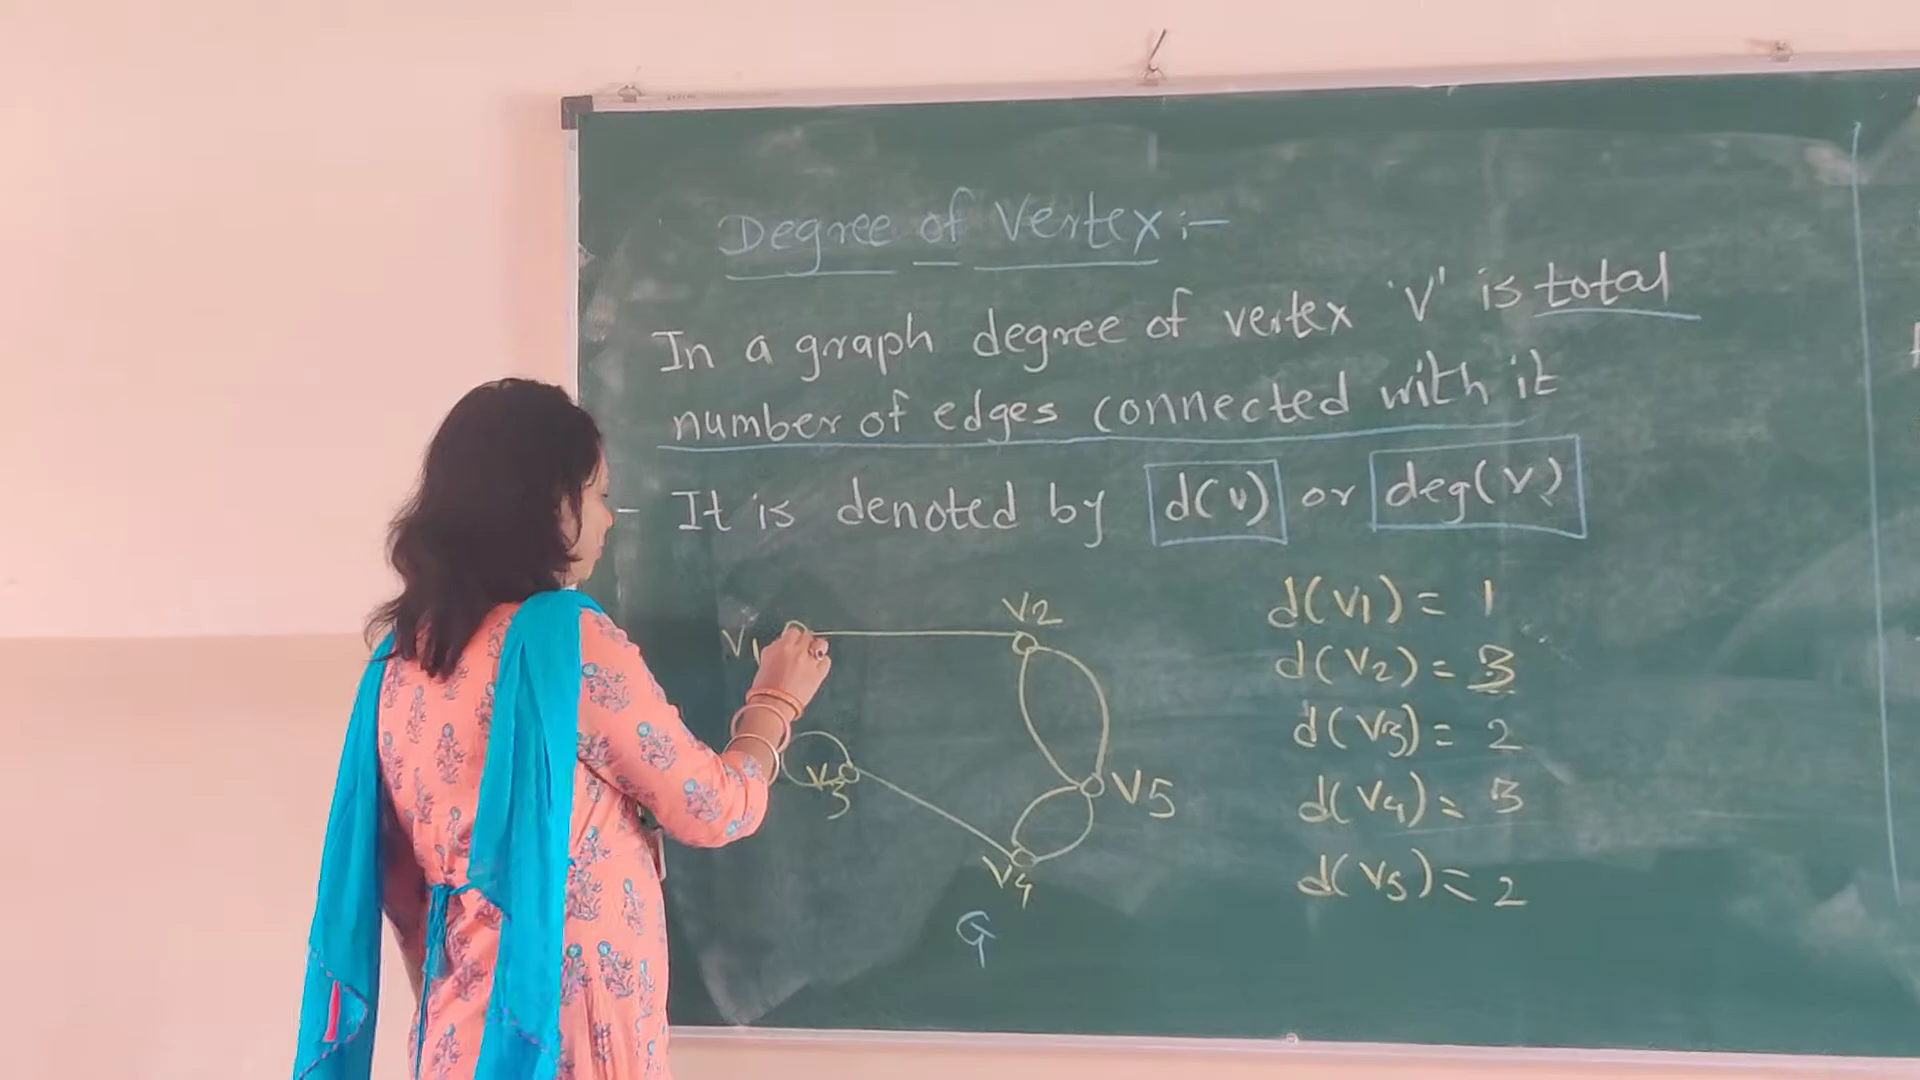 Degree of Vertex :-
In a graph degree of vertex 'V' is total
number of edges connected with it
- It is denoted by d(v) or deg(v)
V1
V2
V3
V4
V5
G
d(V1) = 1
d(V2) = 3
d(V3) = 2
d(V4) = 3
d(V5) = 2